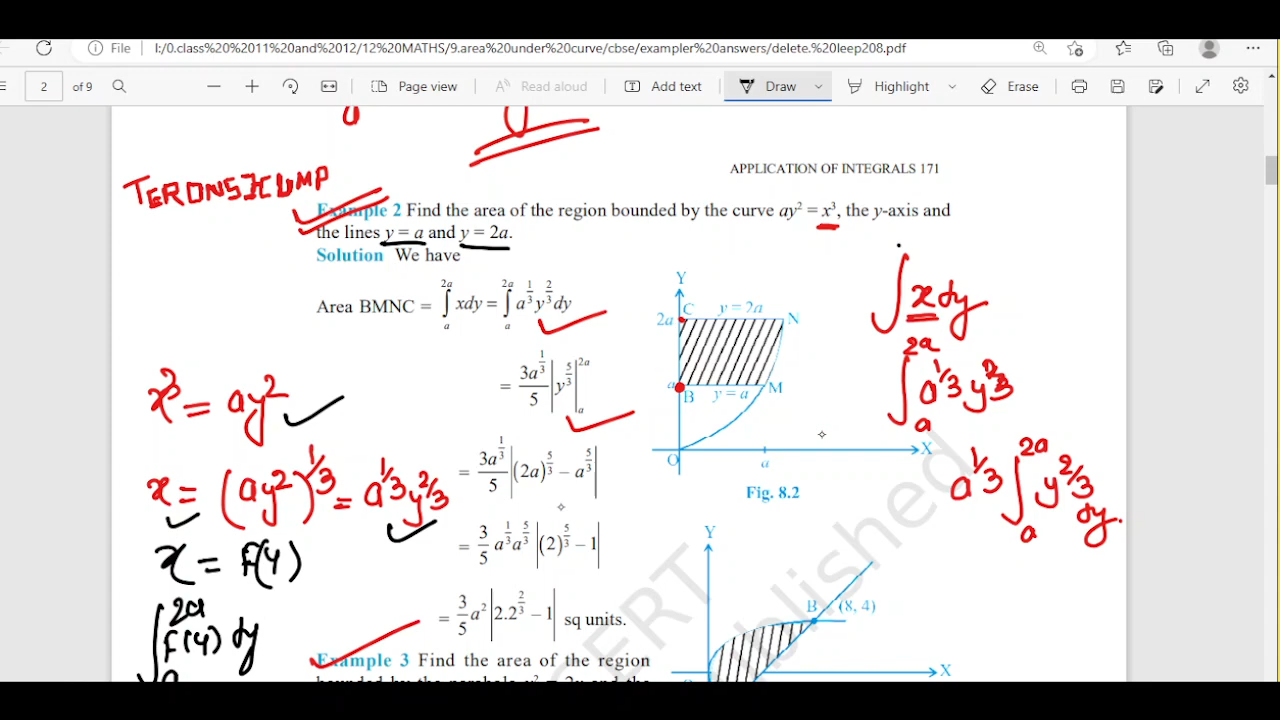 File | I:/0.class%20%2011%20and%2012/12%20MATHS/9.area%20under%20curve/cbse/exampler%20answers/delete.%20leep208.pdf
2 of 9 Page view Read aloud Add text Draw Highlight Erase
APPLICATION OF INTEGRALS 171
Example 2 Find the area of the region bounded by the curve ay² = x³, the y-axis and
the lines y = a and y = 2a.
Solution We have
Area BMNC = ∫ₐ²ᵃ xdy = ∫ₐ²ᵃ a^(1/3) y^(2/3) dy
= 3a^(1/3)/5 |y^(5/3)|ₐ²ᵃ
= 3a^(1/3)/5 |(2a)^(5/3) − a^(5/3)|
= 3/5 a^(1/3) a^(5/3) |(2)^(5/3) − 1|
= 3/5 a² |2.2^(2/3) − 1| sq units.
Example 3 Find the area of the region
x³ = ay²
x = (ay²)^(1/3) = a^(1/3) y^(2/3)
x = f(y)
∫ₐ²ᵃ f(y) dy
Y
2a C y = 2a N
a B y = a M
O a X
Fig. 8.2
∫ x dy
∫ₐ²ᵃ a^(1/3) y^(2/3)
a^(1/3) ∫ₐ²ᵃ y^(2/3) dy.
Y
B (8, 4)
X